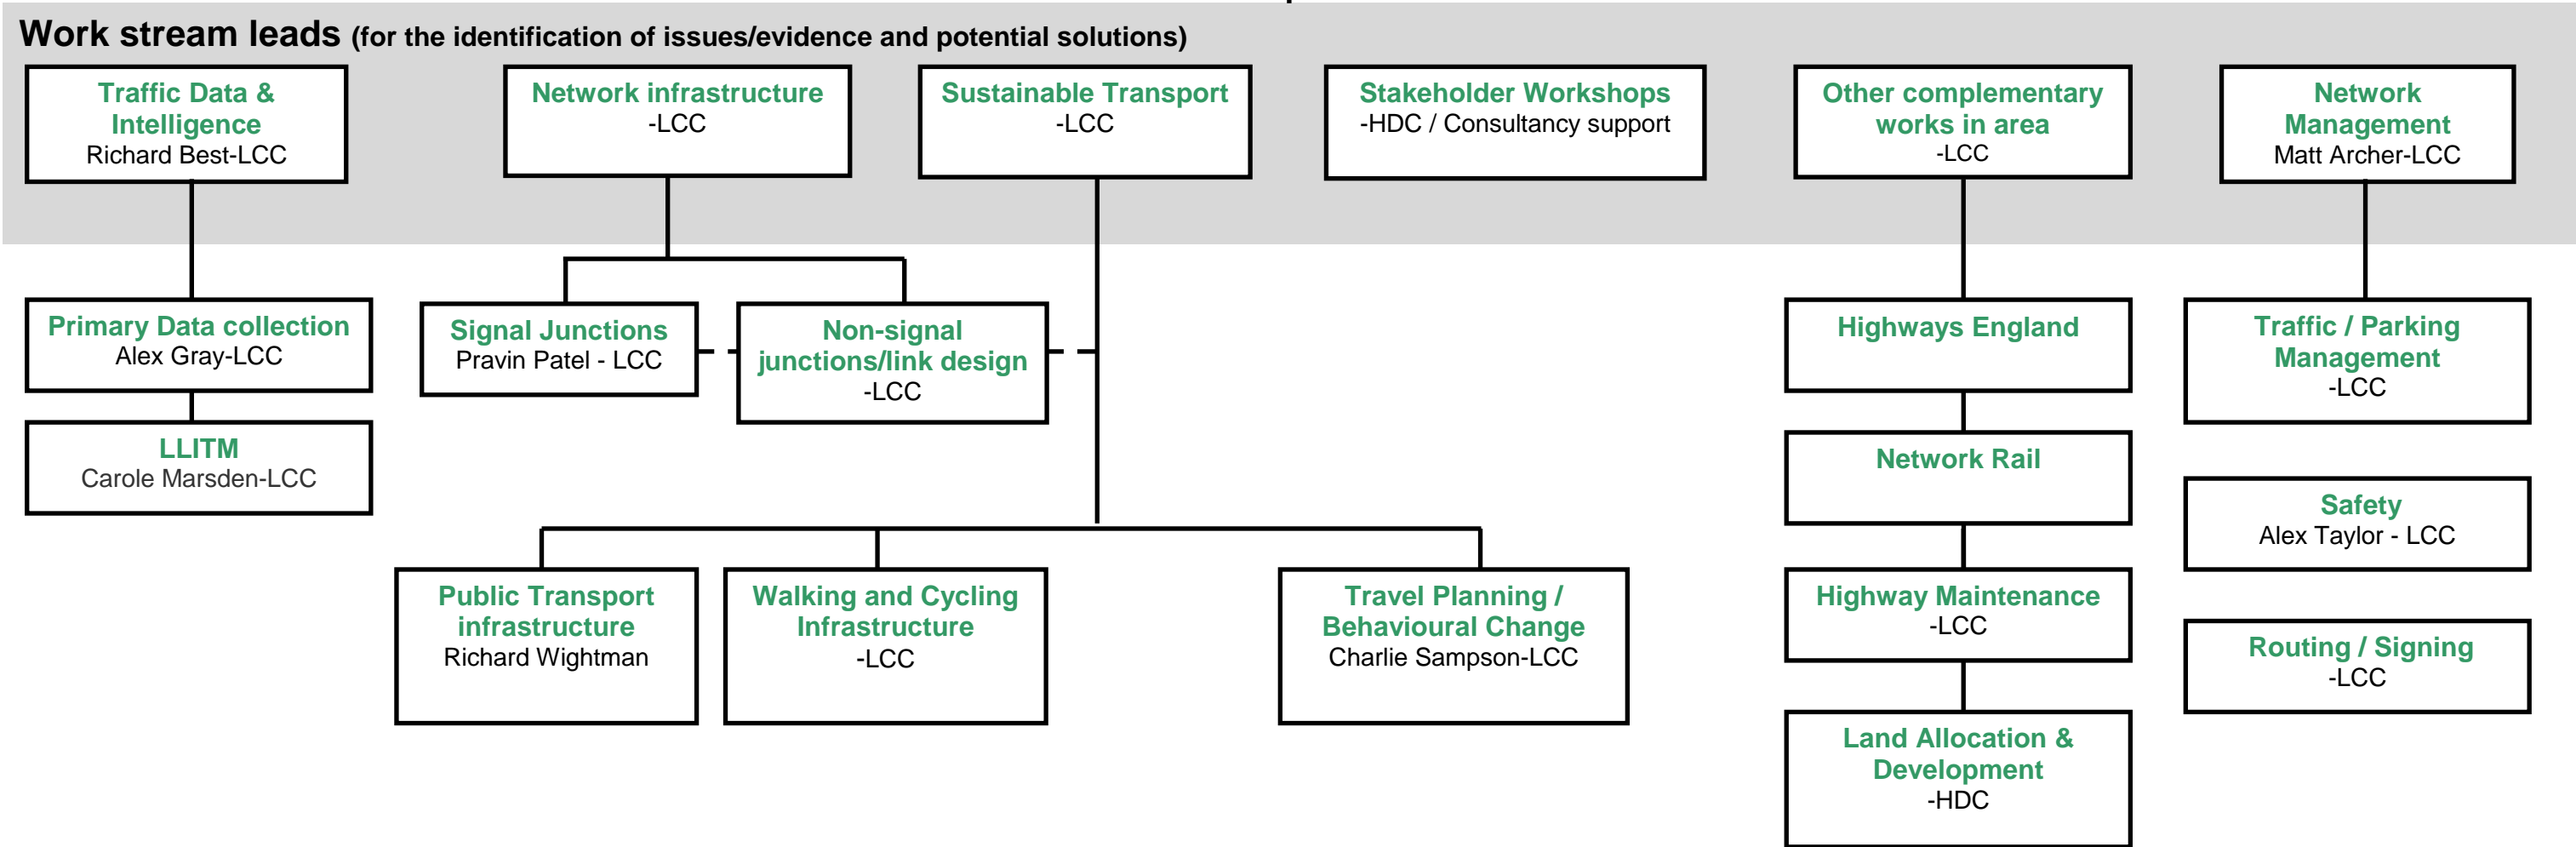 Work stream leads (for the identification of issues/evidence and potential solutions)
Traffic Data &
Intelligence
Richard Best-LCC
Network infrastructure
-LCC
Sustainable Transport
-LCC
Stakeholder Workshops
-HDC / Consultancy support
Other complementary
works in area
-LCC
Network
Management
Matt Archer-LCC
Primary Data collection
Alex Gray-LCC
LLITM
Carole Marsden-LCC
Signal Junctions
Pravin Patel - LCC
Non-signal
junctions/link design
-LCC
Public Transport
infrastructure
Richard Wightman
Walking and Cycling
Infrastructure
-LCC
Travel Planning /
Behavioural Change
Charlie Sampson-LCC
Highways England
Network Rail
Highway Maintenance
-LCC
Land Allocation &
Development
-HDC
Traffic / Parking
Management
-LCC
Safety
Alex Taylor - LCC
Routing / Signing
-LCC